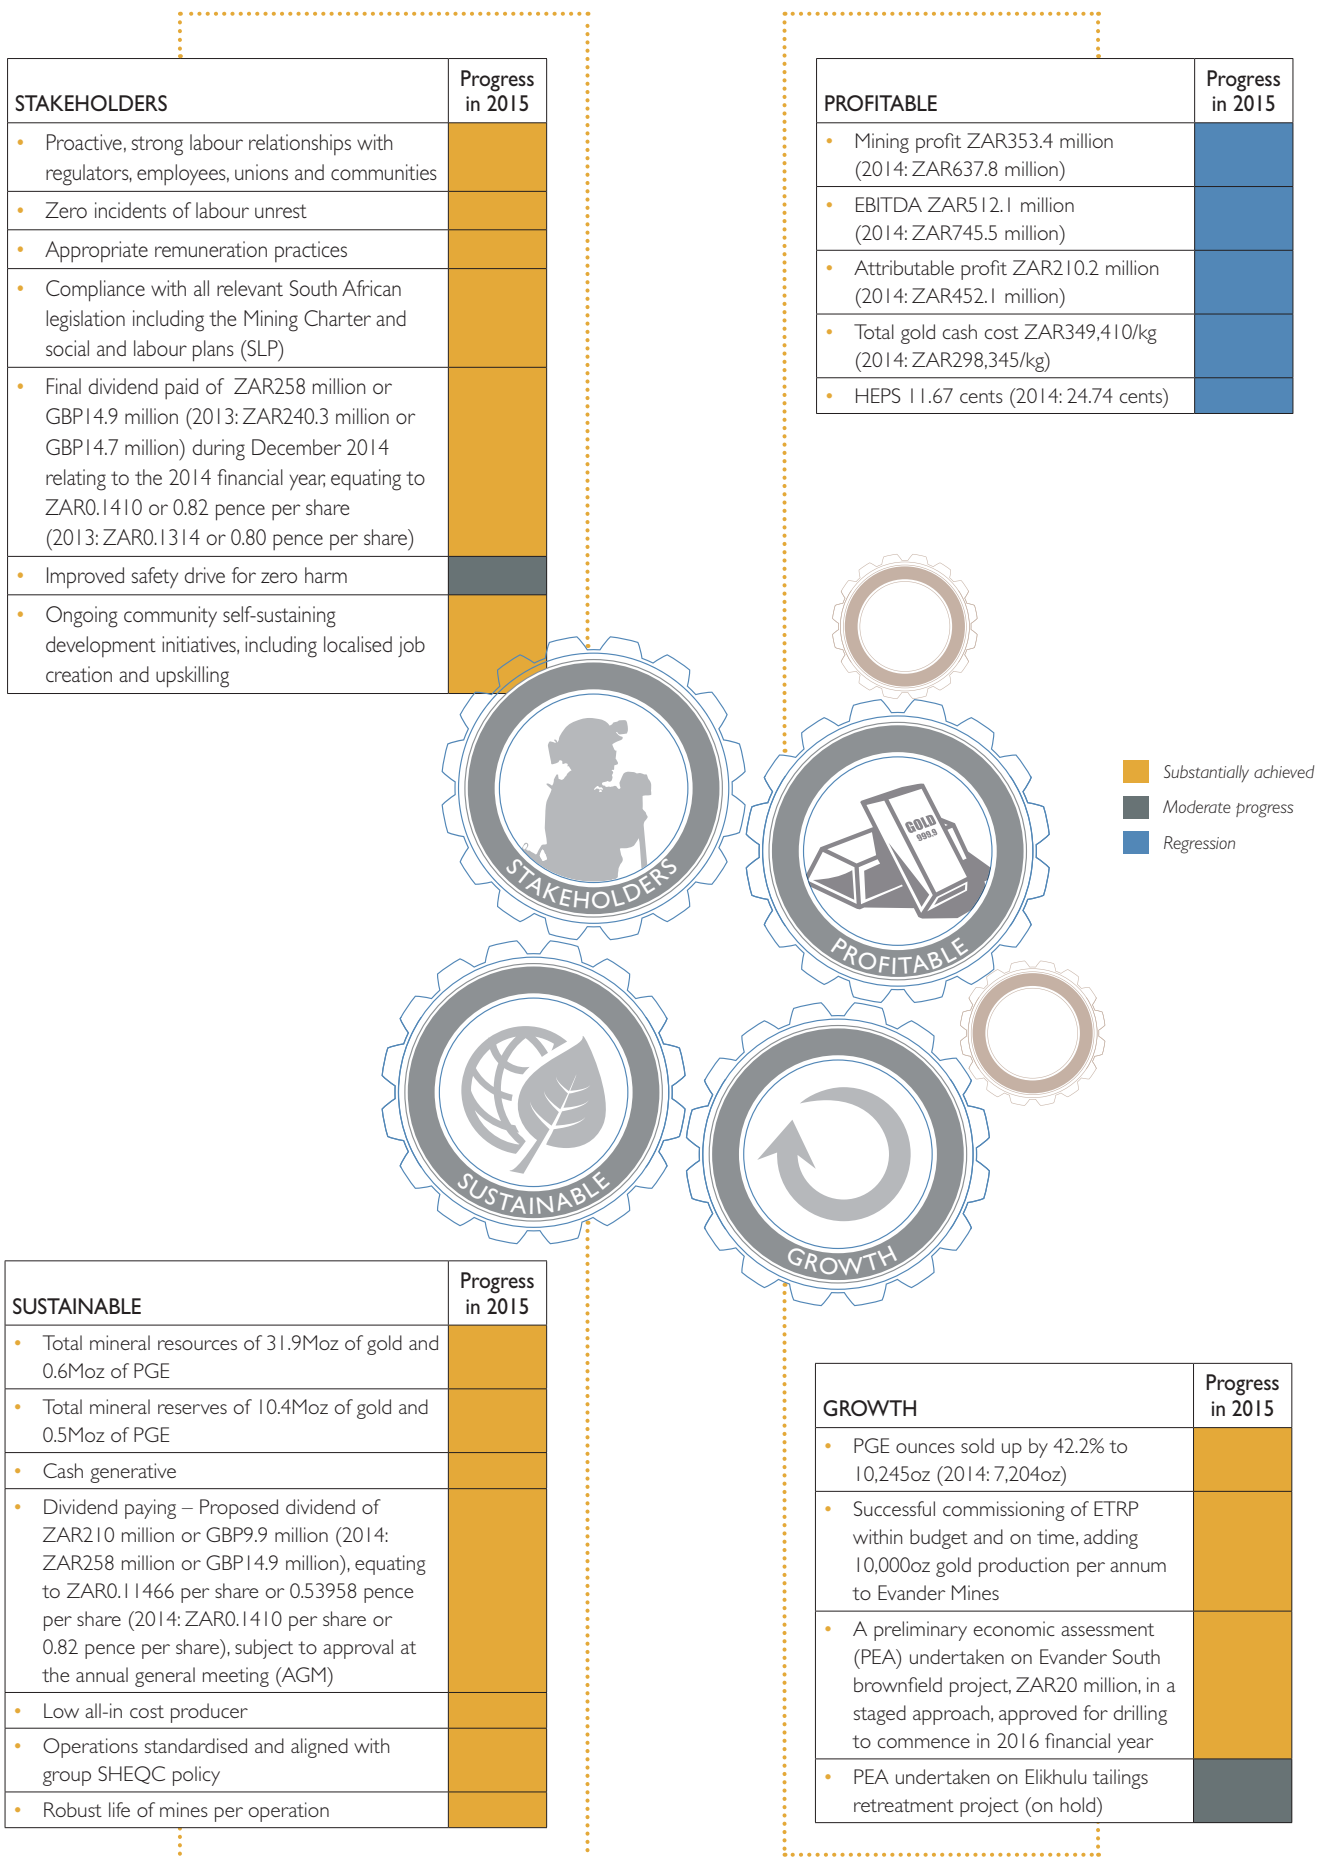 STAKEHOLDERS
Progress
in 2015
• Proactive, strong labour relationships with
regulators, employees, unions and communities
• Zero incidents of labour unrest
• Appropriate remuneration practices
• Compliance with all relevant South African
legislation including the Mining Charter and
social and labour plans (SLP)
• Final dividend paid of ZAR258 million or
GBP14.9 million (2013: ZAR240.3 million or
GBP14.7 million) during December 2014
relating to the 2014 financial year, equating to
ZAR0.1410 or 0.82 pence per share
(2013: ZAR0.1314 or 0.80 pence per share)
• Improved safety drive for zero harm
• Ongoing community self-sustaining
development initiatives, including localised job
creation and upskilling
PROFITABLE
Progress
in 2015
• Mining profit ZAR353.4 million
(2014: ZAR637.8 million)
• EBITDA ZAR512.1 million
(2014: ZAR745.5 million)
• Attributable profit ZAR210.2 million
(2014: ZAR452.1 million)
• Total gold cash cost ZAR349,410/kg
(2014: ZAR298,345/kg)
• HEPS 11.67 cents (2014: 24.74 cents)
Substantially achieved
Moderate progress
Regression
STAKEHOLDERS
GOLD
999.9
PROFITABLE
SUSTAINABLE
GROWTH
SUSTAINABLE
Progress
in 2015
• Total mineral resources of 31.9Moz of gold and
0.6Moz of PGE
• Total mineral reserves of 10.4Moz of gold and
0.5Moz of PGE
• Cash generative
• Dividend paying – Proposed dividend of
ZAR210 million or GBP9.9 million (2014:
ZAR258 million or GBP14.9 million), equating
to ZAR0.11466 per share or 0.53958 pence
per share (2014: ZAR0.1410 per share or
0.82 pence per share), subject to approval at
the annual general meeting (AGM)
• Low all-in cost producer
• Operations standardised and aligned with
group SHEQC policy
• Robust life of mines per operation
GROWTH
Progress
in 2015
• PGE ounces sold up by 42.2% to
10,245oz (2014: 7,204oz)
• Successful commissioning of ETRP
within budget and on time, adding
10,000oz gold production per annum
to Evander Mines
• A preliminary economic assessment
(PEA) undertaken on Evander South
brownfield project, ZAR20 million, in a
staged approach, approved for drilling
to commence in 2016 financial year
• PEA undertaken on Elikhulu tailings
retreatment project (on hold)